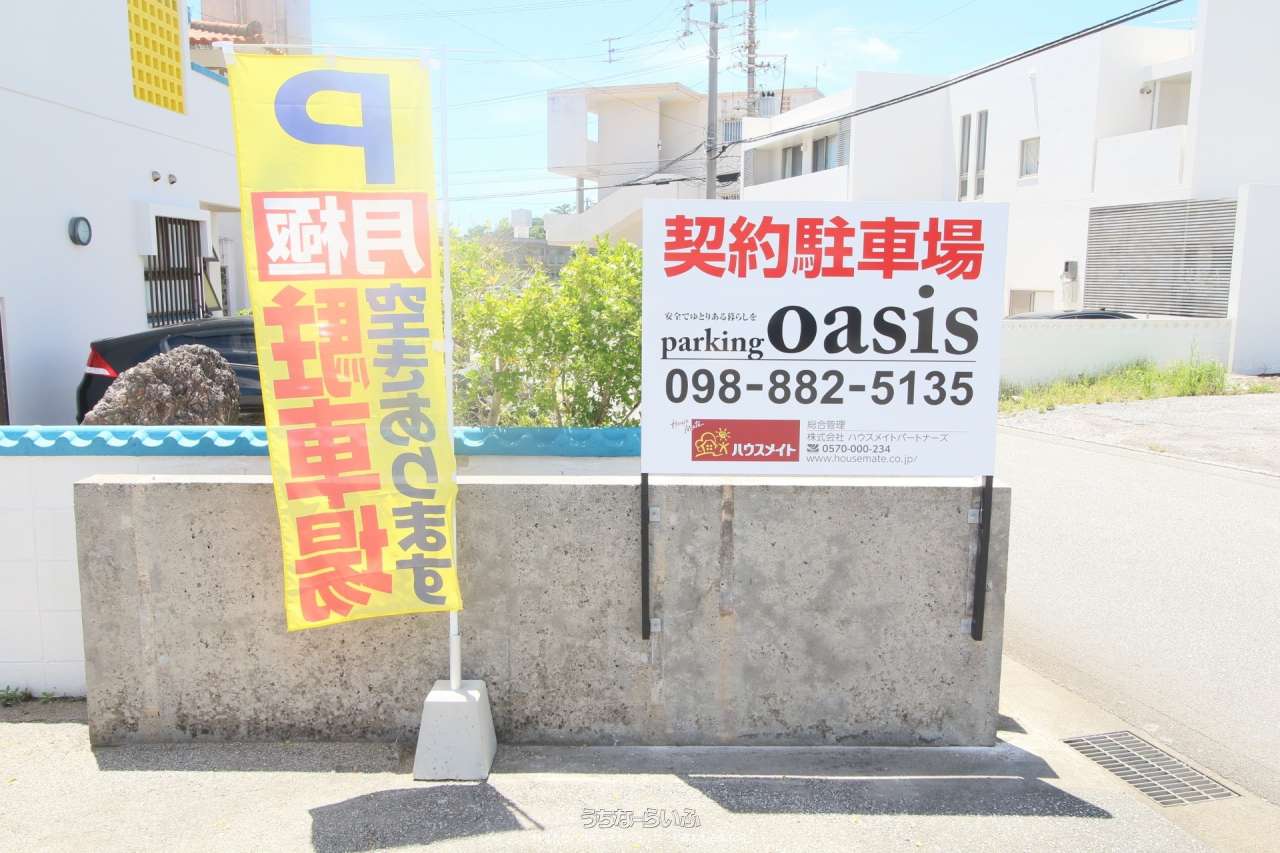 P
月極
駐車場
空きあります
契約駐車場
安全でゆとりある暮らしを
parking oasis
098-882-5135
House Mate
ハウスメイト
総合管理
株式会社 ハウスメイトパートナーズ
0570-000-234
www.housemate.co.jp/
うちなーらいふ